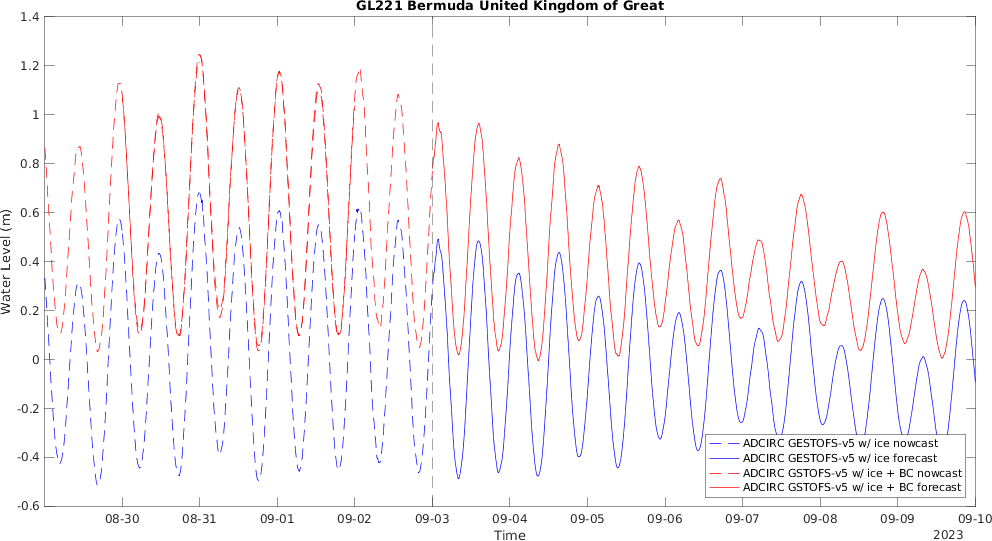 GL221 Bermuda United Kingdom of Great
1.4
1.2
1
0.8
0.6
0.4
0.2
0
-0.2
-0.4
-0.6
Water Level (m)
ADCIRC GESTOFS-v5 w/ ice nowcast
ADCIRC GESTOFS-v5 w/ ice forecast
ADCIRC GSTOFS-v5 w/ ice + BC nowcast
ADCIRC GSTOFS-v5 w/ ice + BC forecast
08-30 08-31 09-01 09-02 09-03 09-04 09-05 09-06 09-07 09-08 09-09 09-10
Time
2023